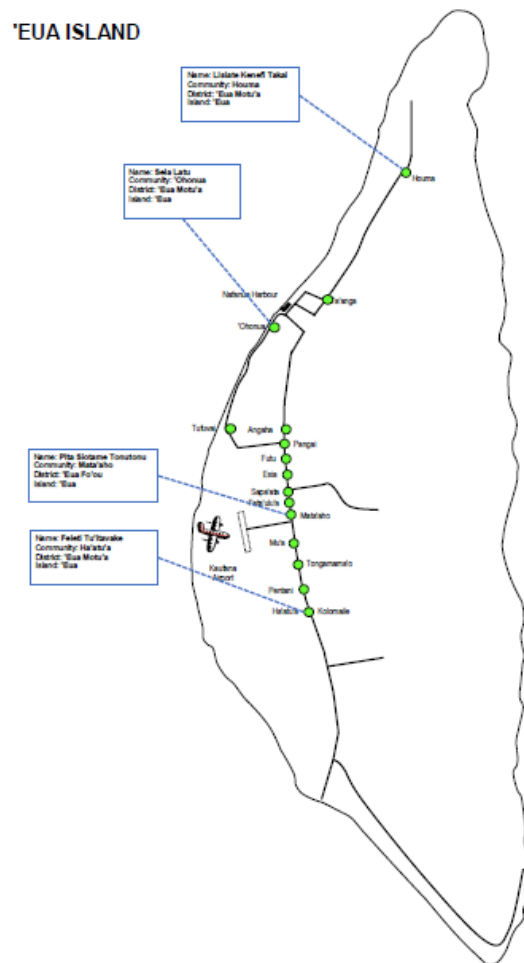 'EUA ISLAND
Name: Lisiate Kenefi Takai
Community: Houma
District: 'Eua Motu'a
Island: 'Eua
Houma
Name: Sela Latu
Community: 'Ohonua
District: 'Eua Motu'a
Island: 'Eua
Nafanua Harbour
Ta'anga
'Ohonua
Tufuvai
Angaha
Pangai
Futu
Esia
Sapa'ata
Fata'ulua
Name: Pita Siotame Tonutonu
Community: Mata'aho
District: 'Eua Fo'ou
Island: 'Eua
Mata'aho
Mu'a
Tongamama'o
Name: Feleti Tu'itavake
Community: Ha'atu'a
District: 'Eua Motu'a
Island: 'Eua
Kaufana
Airport
Petani
Ha'atu'a
Kolomaile